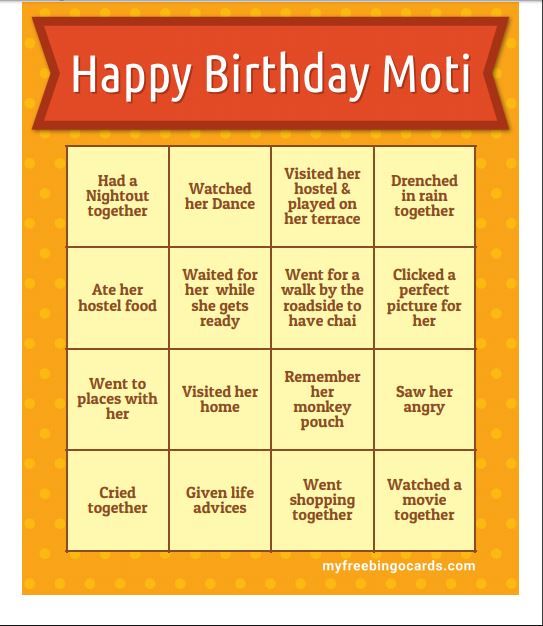 Happy Birthday Moti
Had a
Nightout
together
Watched
her Dance
Visited her
hostel &
played on
her terrace
Drenched
in rain
together
Ate her
hostel food
Waited for
her while
she gets
ready
Went for a
walk by the
roadside to
have chai
Clicked a
perfect
picture for
her
Went to
places with
her
Visited her
home
Remember
her
monkey
pouch
Saw her
angry
Cried
together
Given life
advices
Went
shopping
together
Watched a
movie
together
myfreebingocards.com